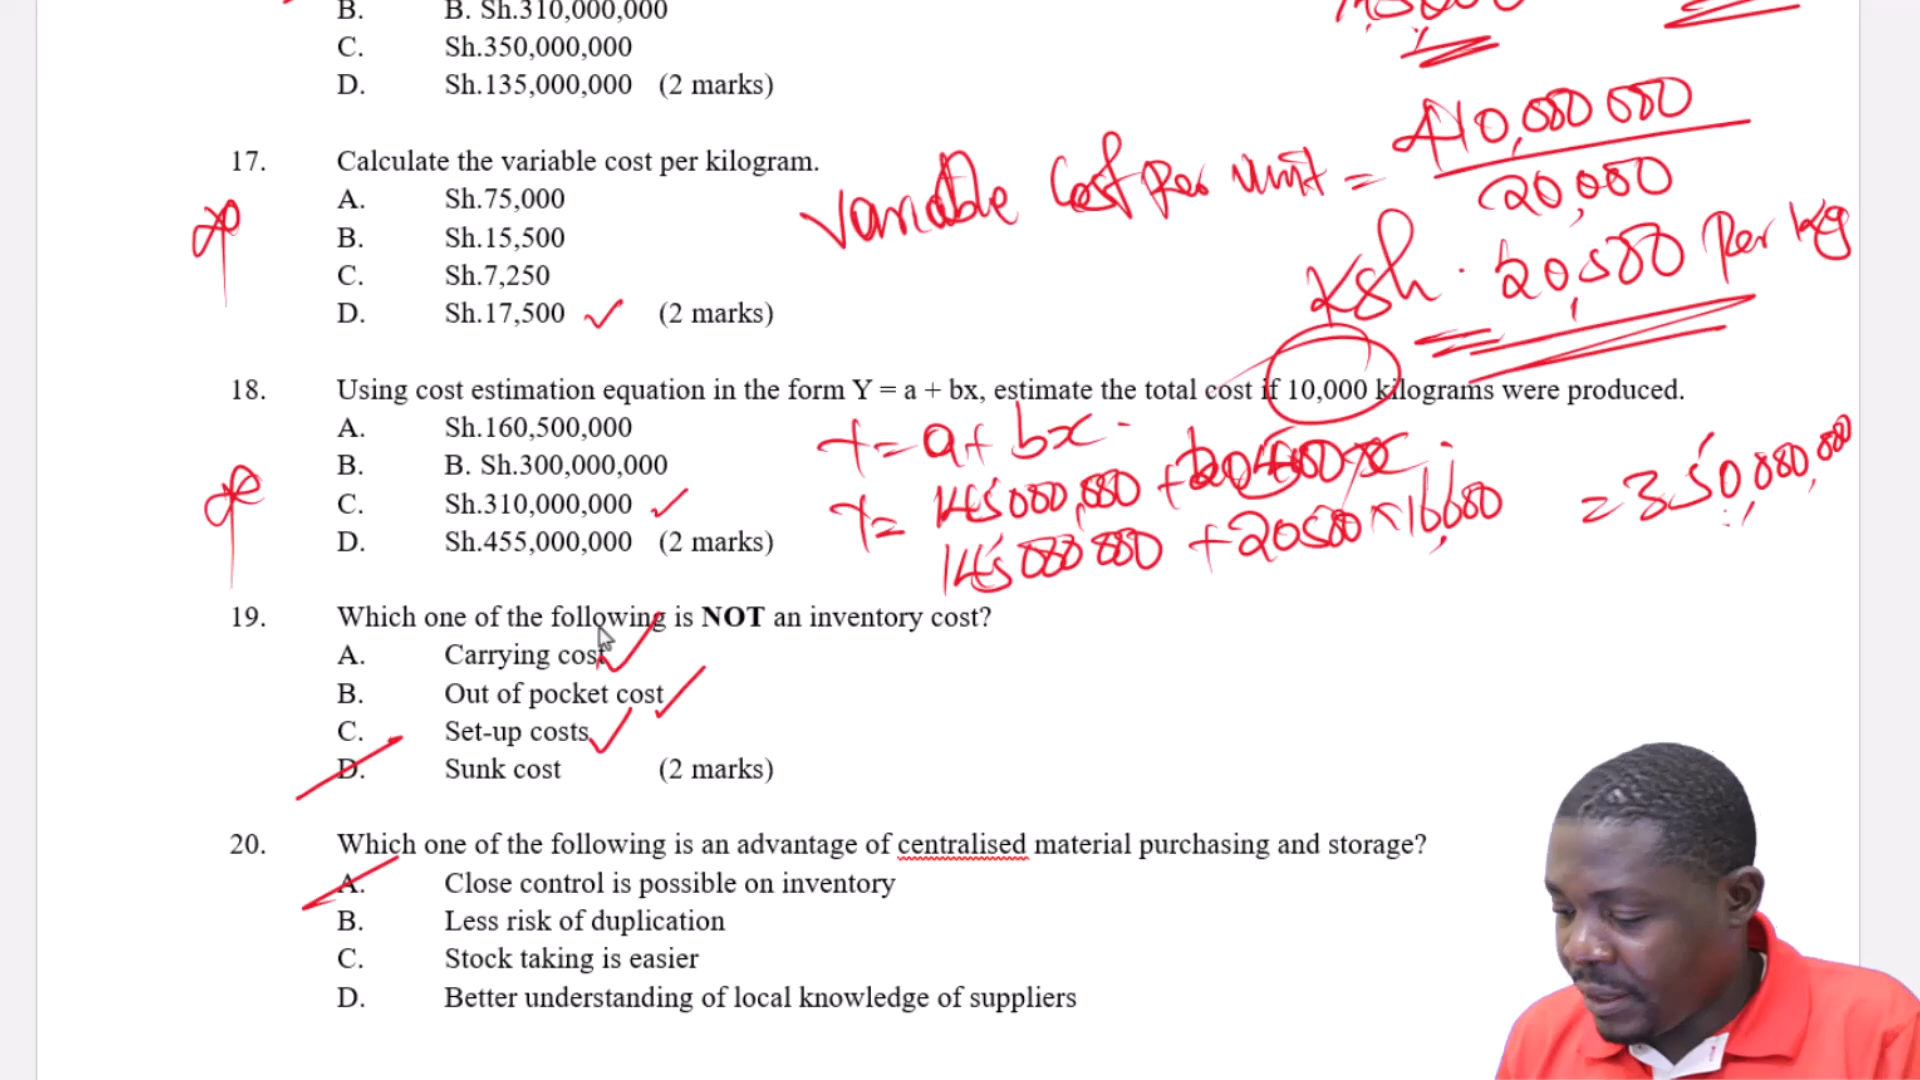 B. B. Sh.310,000,000
C. Sh.350,000,000
D. Sh.135,000,000 (2 marks)
17. Calculate the variable cost per kilogram.
A. Sh.75,000
B. Sh.15,500
C. Sh.7,250
D. Sh.17,500 (2 marks)
Variable Cost Per Unit = 410,000 000
20,000
Ksh. 20,500 Per kg
18. Using cost estimation equation in the form Y = a + bx, estimate the total cost if 10,000 kilograms were produced.
A. Sh.160,500,000
B. B. Sh.300,000,000
C. Sh.310,000,000
D. Sh.455,000,000 (2 marks)
Y = a + bx
Y = 145 000,000 +
145 000 000 + 20500 × 10,000 = 350,000,000
19. Which one of the following is NOT an inventory cost?
A. Carrying cost
B. Out of pocket cost
C. Set-up costs
D. Sunk cost (2 marks)
20. Which one of the following is an advantage of centralised material purchasing and storage?
A. Close control is possible on inventory
B. Less risk of duplication
C. Stock taking is easier
D. Better understanding of local knowledge of suppliers